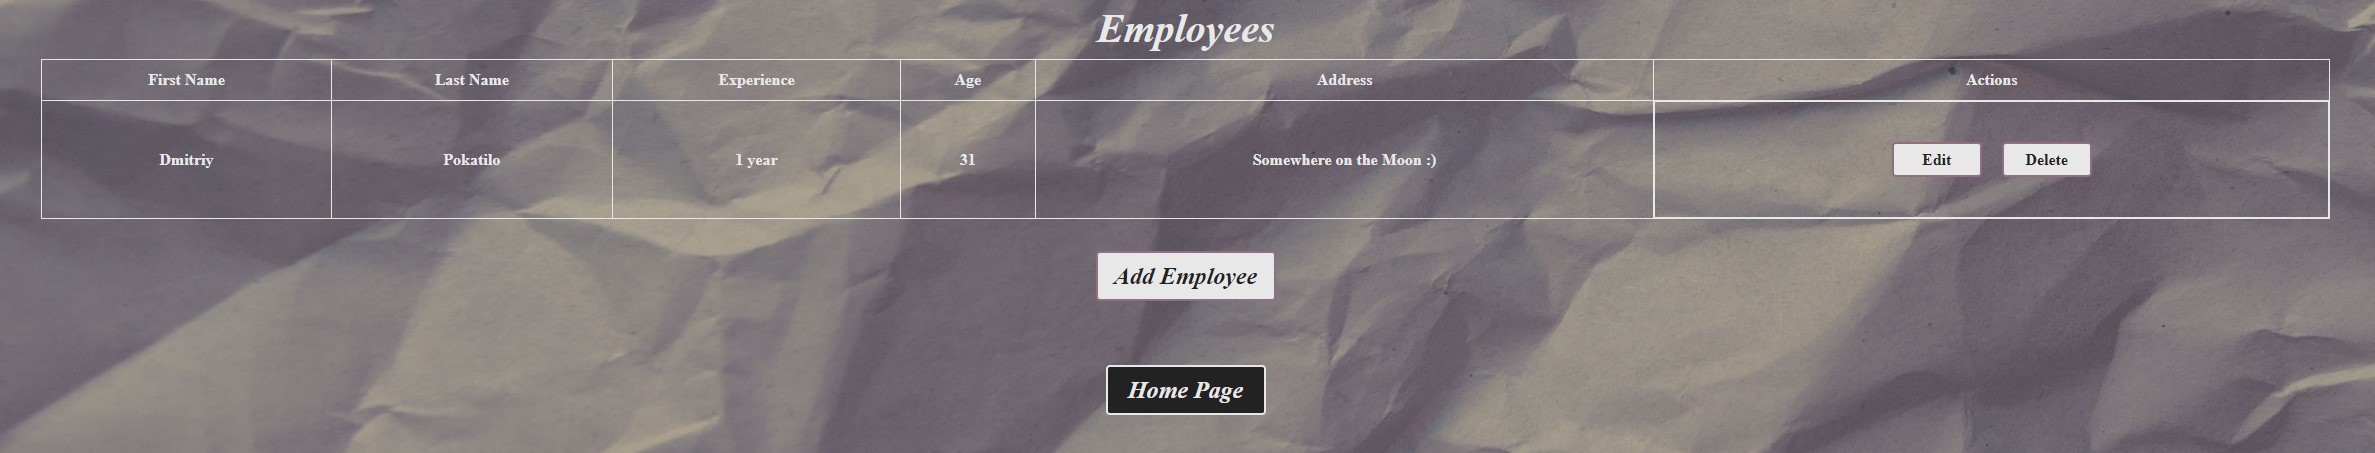 Employees
First Name Last Name Experience Age Address Actions
Dmitriy Pokatilo 1 year 31 Somewhere on the Moon :) Edit Delete
Add Employee
Home Page